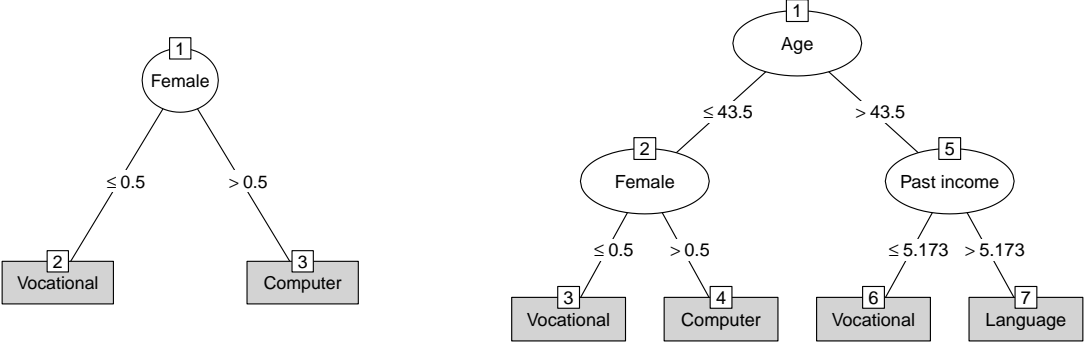 1
Female
≤ 0.5
> 0.5
2
Vocational
3
Computer
1
Age
≤ 43.5
> 43.5
2
Female
5
Past income
≤ 0.5
> 0.5
≤ 5.173
> 5.173
3
Vocational
4
Computer
6
Vocational
7
Language